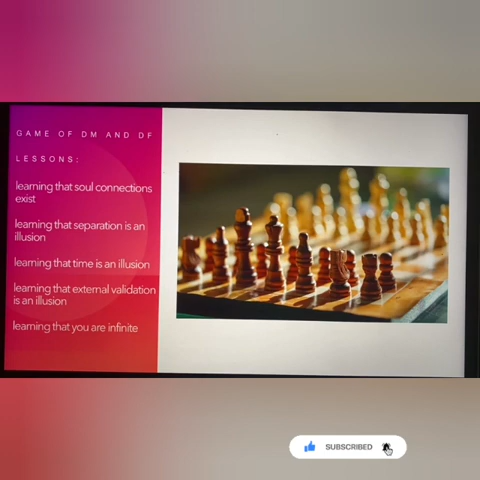 GAME OF DM AND DF
LESSONS:
learning that soul connections
exist
learning that separation is an
illusion
learning that time is an illusion
learning that external validation
is an illusion
learning that you are infinite
SUBSCRIBED